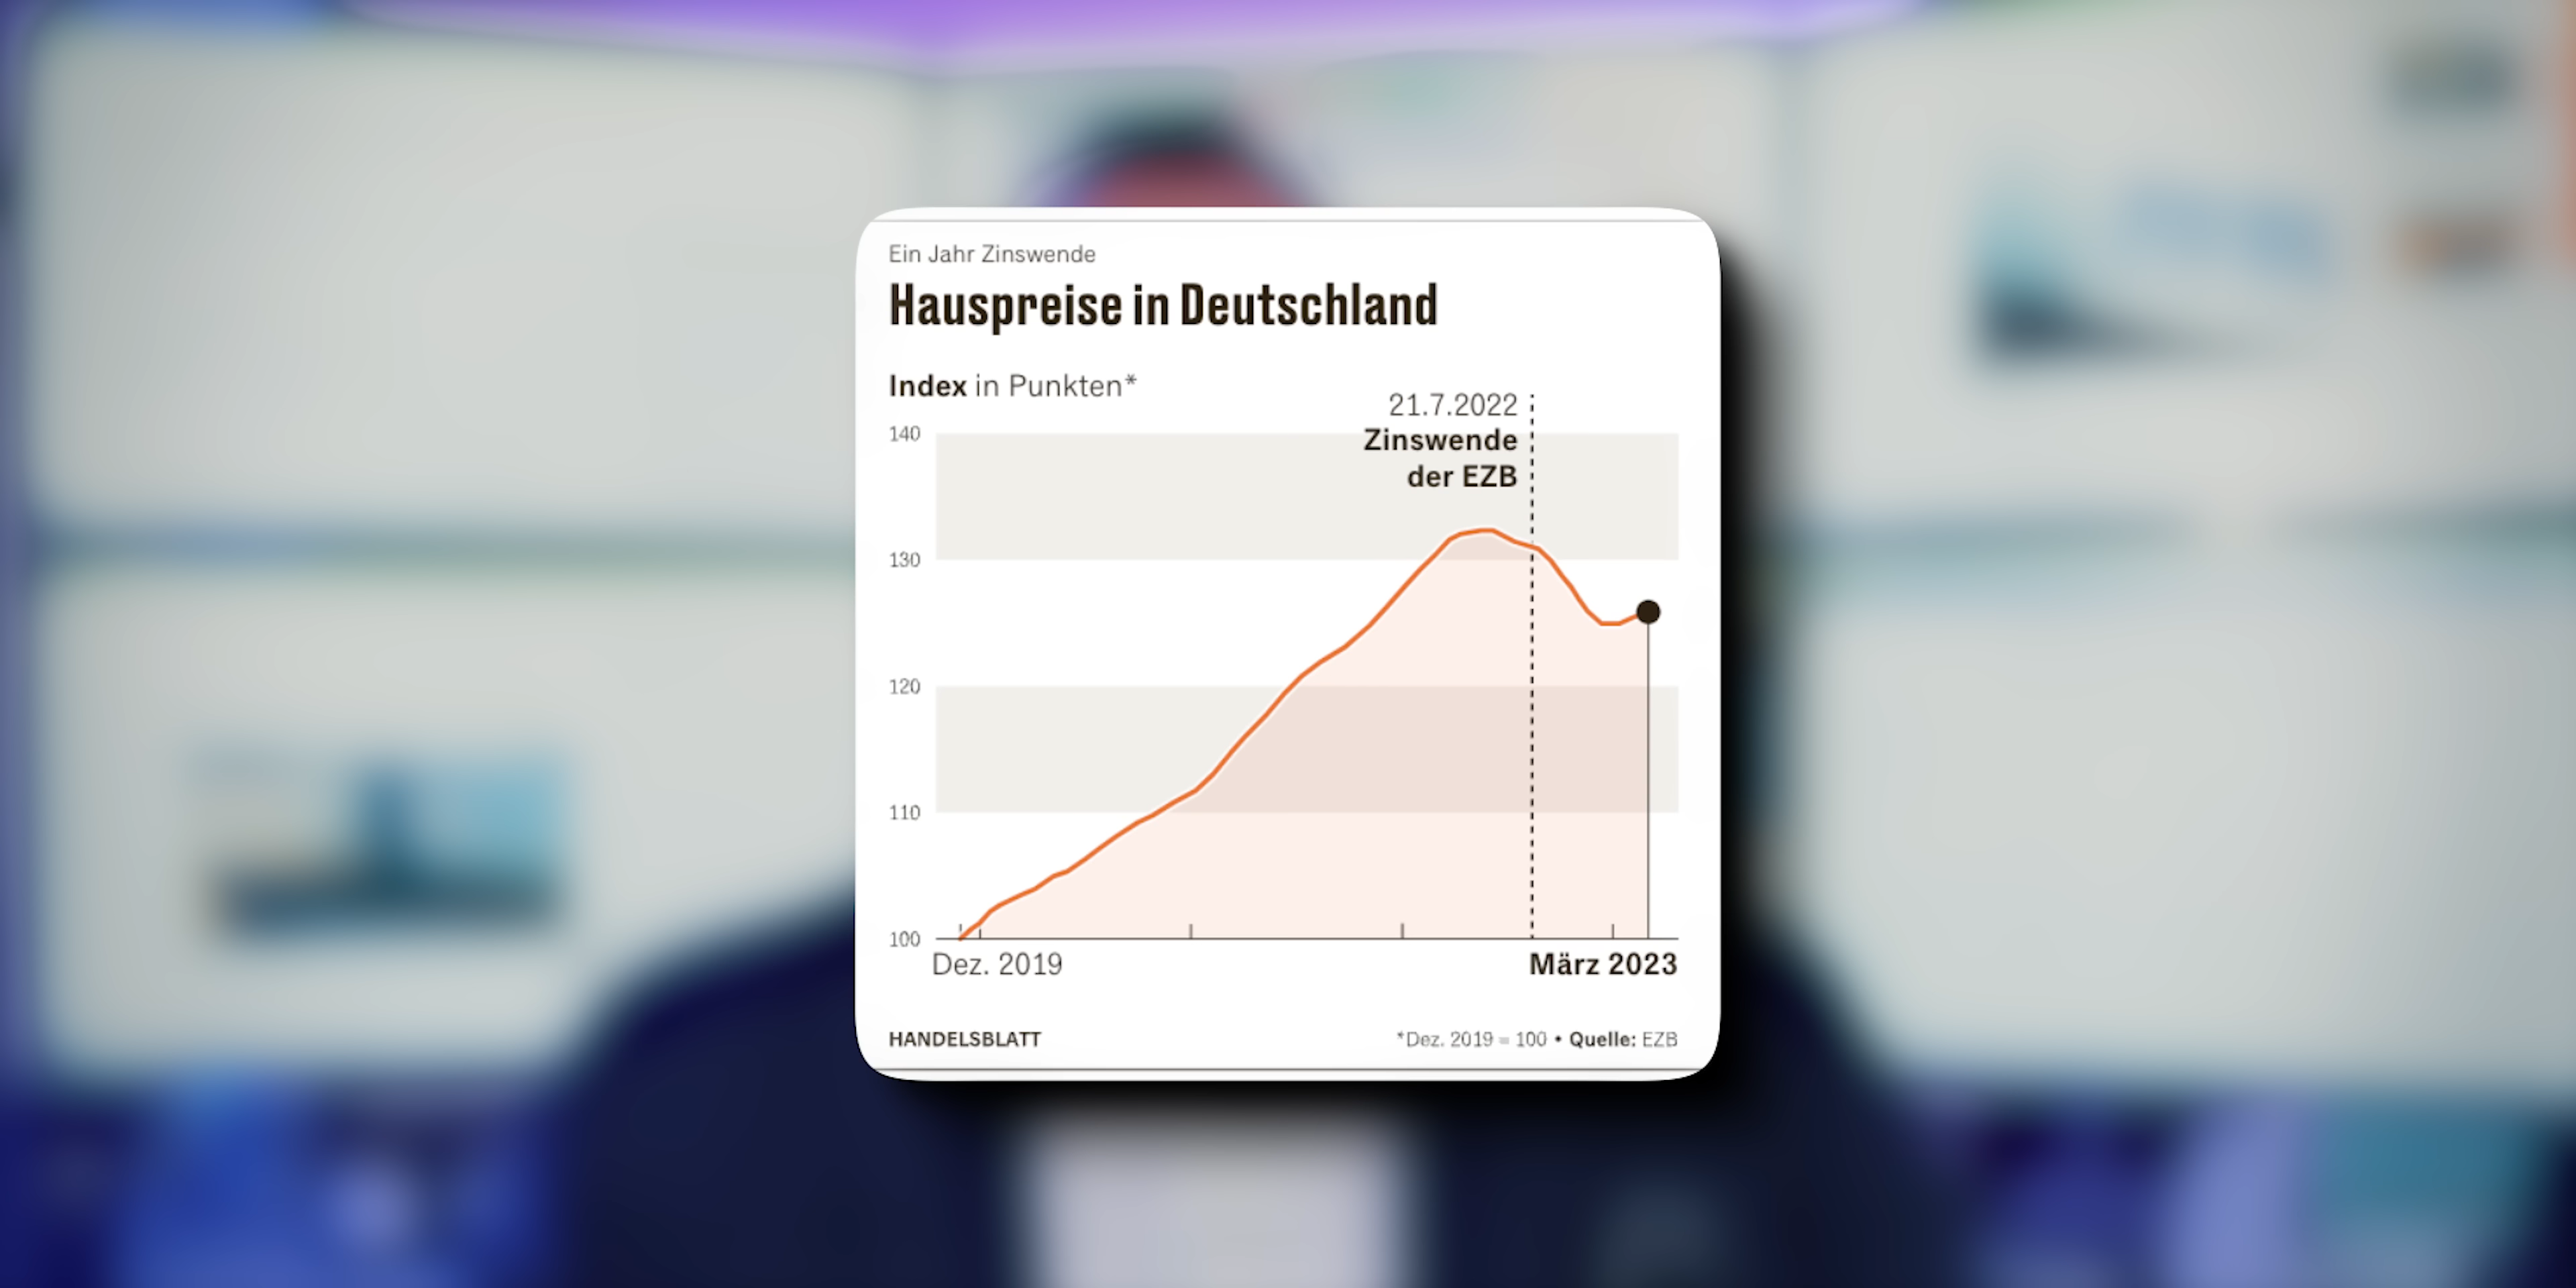 Ein Jahr Zinswende
Hauspreise in Deutschland
Index in Punkten*
21.7.2022
Zinswende
der EZB
140
130
120
110
100
Dez. 2019
März 2023
HANDELSBLATT
*Dez. 2019 = 100 • Quelle: EZB